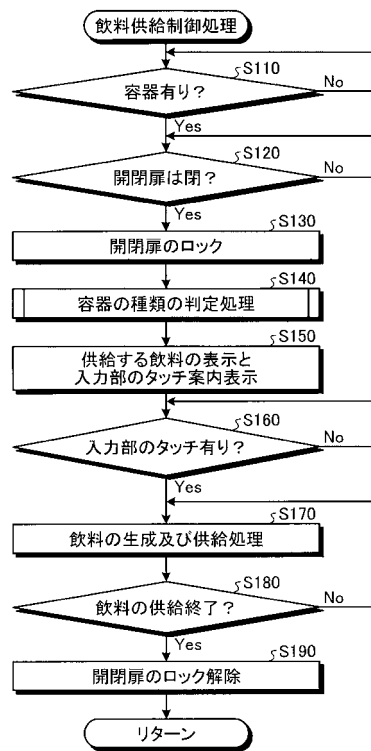 飲料供給制御処理
S110
容器有り?
No
Yes
S120
開閉扉は閉?
No
Yes
S130
開閉扉のロック
S140
容器の種類の判定処理
S150
供給する飲料の表示と
入力部のタッチ案内表示
S160
入力部のタッチ有り?
No
Yes
S170
飲料の生成及び供給処理
S180
飲料の供給終了?
No
Yes
S190
開閉扉のロック解除
リターン